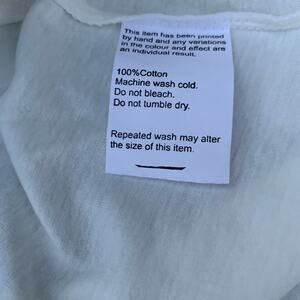 This item has been printed
by hand and any variations
in the colour and effect are
an individual result.
100%Cotton
Machine wash cold.
Do not bleach.
Do not tumble dry.
Repeated wash may alter
the size of this item.